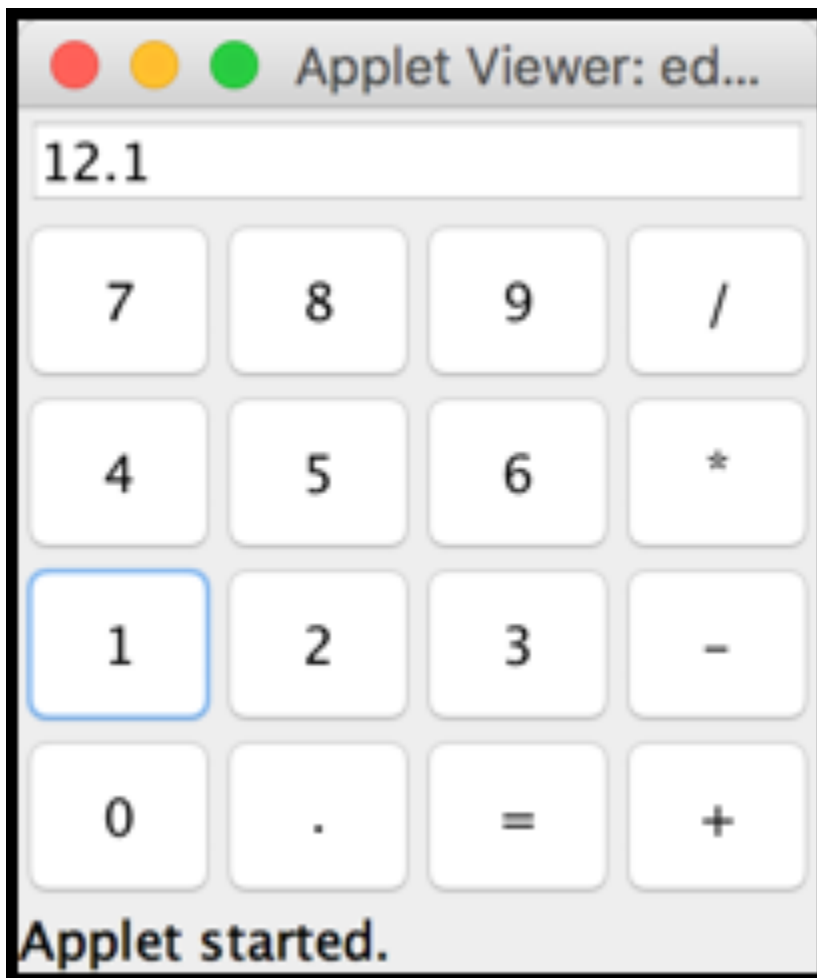 Applet Viewer: ed...
12.1
7 8 9 /
4 5 6 *
1 2 3 -
0 . = +
Applet started.